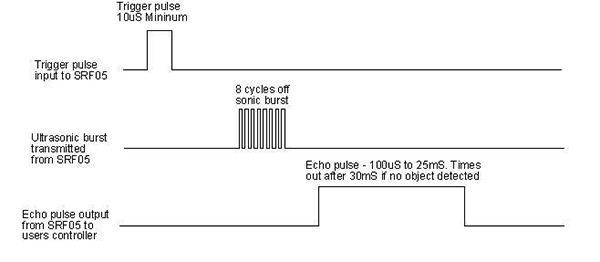 Trigger pulse
10uS Mininum
Trigger pulse
input to SRF05
8 cycles off
sonic burst
Ultrasonic burst
transmitted
from SRF05
Echo pulse - 100uS to 25mS. Times
out after 30mS if no object detected
Echo pulse output
from SRF05 to
users controller